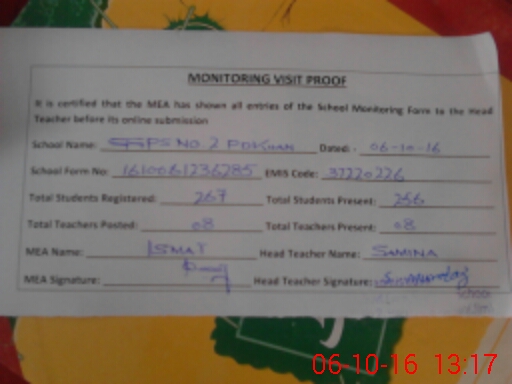 MONITORING VISIT PROOF
It is certified that the MEA has shown all entries of the School Monitoring Form to the Head
Teacher before its online submission
School Name: GGPS NO 2 PDKHAN Dated: - 06-10-16
School Form No: 1610061236285 EMIS Code: 37220226
Total Students Registered: 267 Total Students Present: 256
Total Teachers Posted: 08 Total Teachers Present: 08
MEA Name: ISMAT Head Teacher Name: SAMINA
MEA Signature: Head Teacher Signature: S. Mumtaz
School
06-10-16 13:17